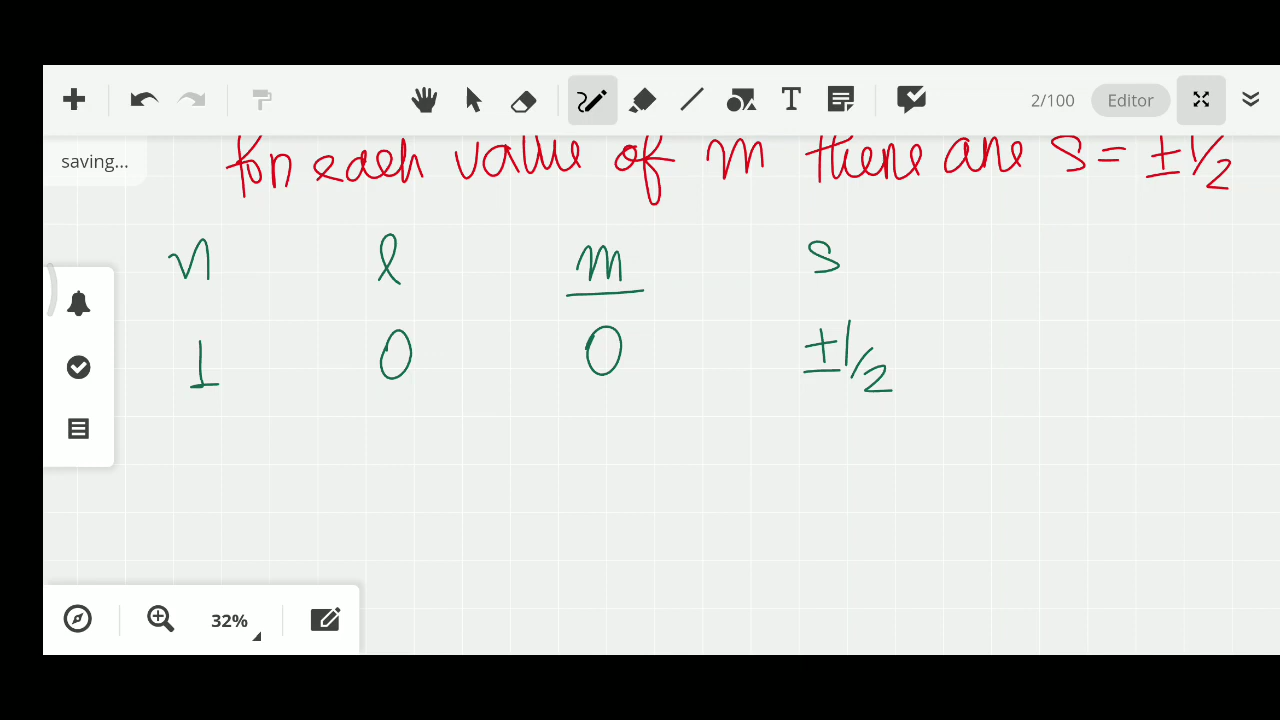 2/100 Editor
saving...
for each value of m there are s = ±1/2
n l m s
1 0 0 ±1/2
32%